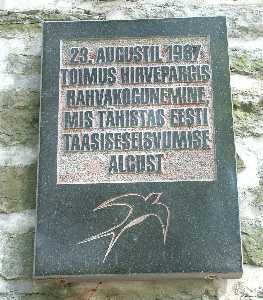 23. AUGUSTIL 1987
TOIMUS HIRVEPARGIS
RAHVAKOGUNEMINE,
MIS TÄHISTAS EESTI
TAASISESEISVUMISE
ALGUST